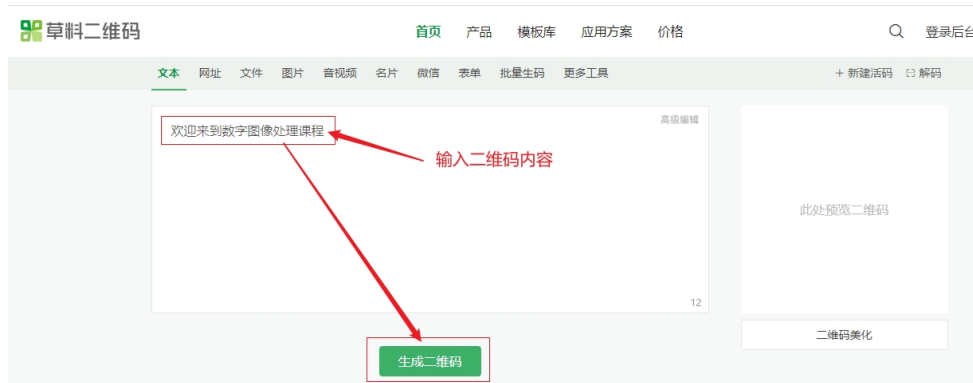 草料二维码 首页 产品 模板库 应用方案 价格 登录后台
文本 网址 文件 图片 音视频 名片 微信 表单 批量生码 更多工具 + 新建活码 解码
欢迎来到数字图像处理课程
高级编辑
输入二维码内容
此处预览二维码
12
二维码美化
生成二维码